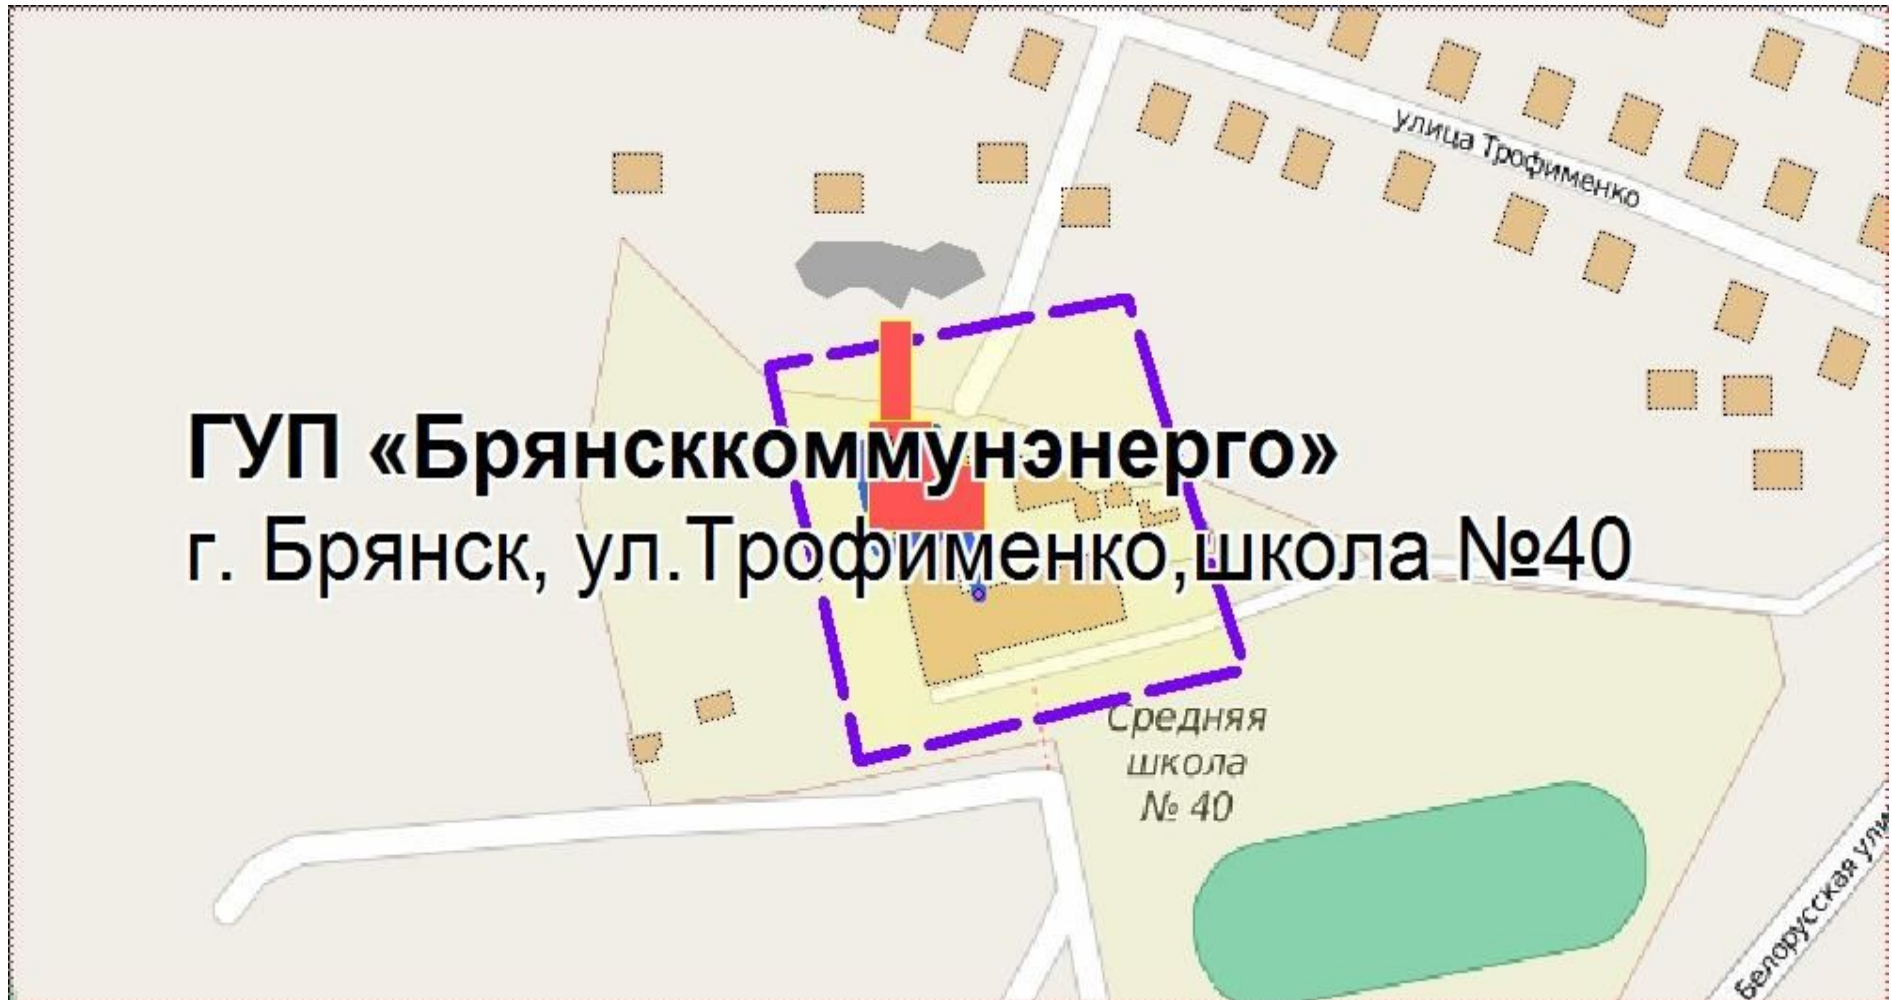 улица Трофименко
ГУП «Брянсккоммунэнерго»
г. Брянск, ул.Трофименко,школа №40
Средняя
школа
№ 40
Белорусская ули